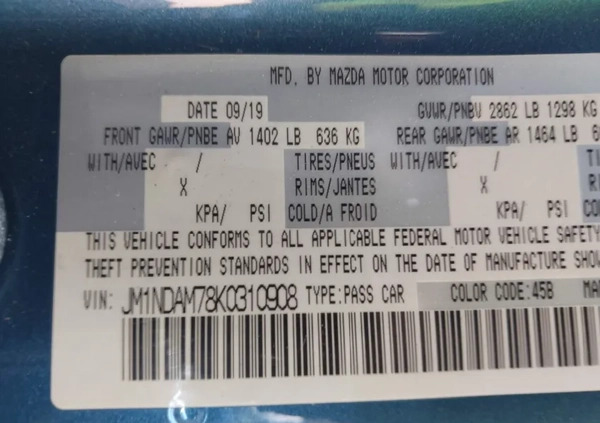 MFD. BY MAZDA MOTOR CORPORATION
DATE 09/19 GVWR/PNBV 2862 LB 1298 KG
FRONT GAWR/PNBE AV 1402 LB 636 KG REAR GAWR/PNBE AR 1464 LB
WITH/AVEC / TIRES/PNEUS WITH/AVEC /
X RIMS/JANTES X
KPA/ PSI COLD/A FROID KPA/ PSI
THIS VEHICLE CONFORMS TO ALL APPLICABLE FEDERAL MOTOR VEHICLE SAFETY
THEFT PREVENTION STANDARDS IN EFFECT ON THE DATE OF MANUFACTURE SHOW
VIN: JM1NDAM78K0310908 TYPE:PASS CAR COLOR CODE:45B